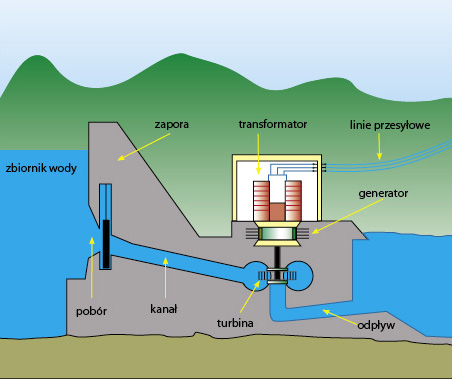 zapora
transformator
linie przesyłowe
zbiornik wody
generator
pobór
kanał
turbina
odpływ